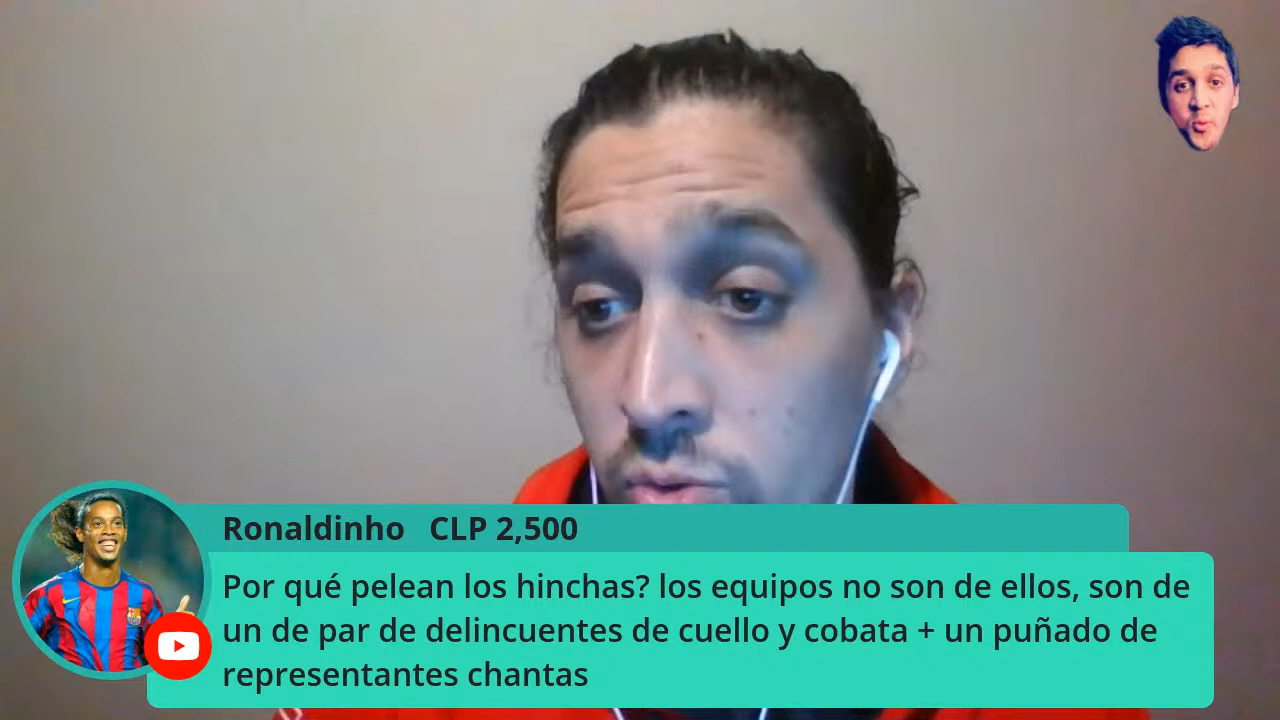 Ronaldinho CLP 2,500
Por qué pelean los hinchas? los equipos no son de ellos, son de
un de par de delincuentes de cuello y cobata + un puñado de
representantes chantas